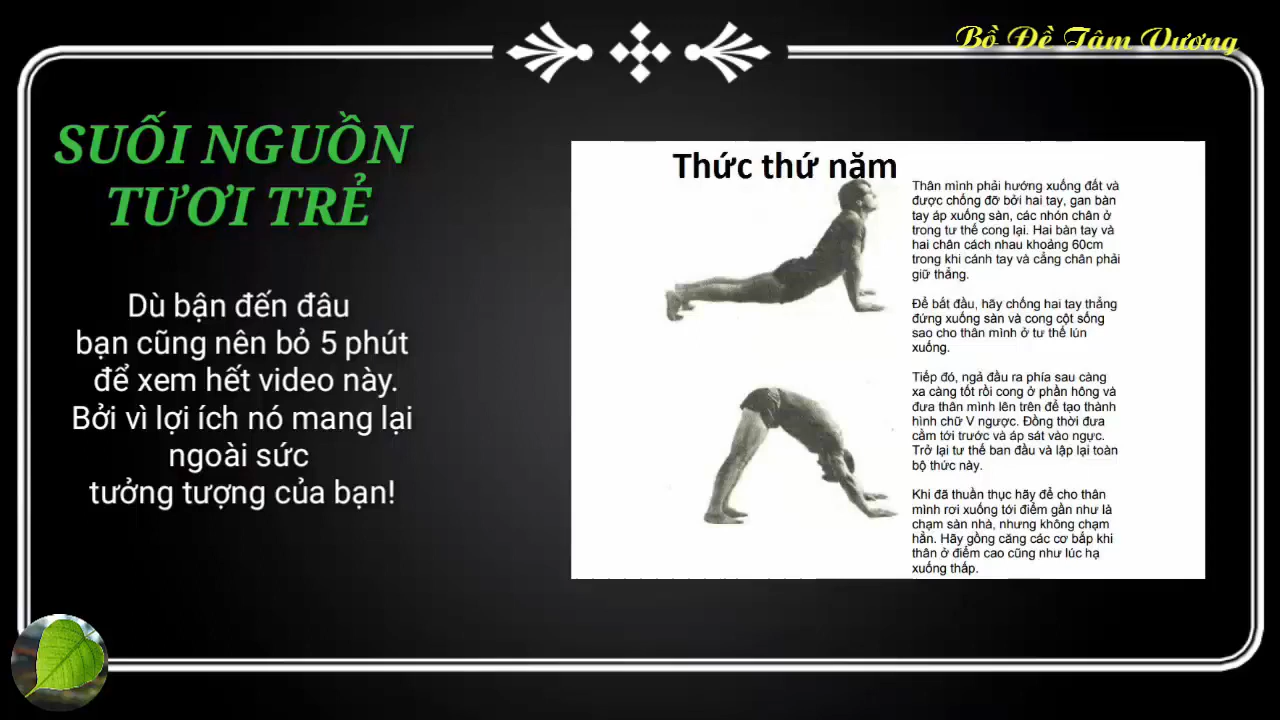 Bồ Đề Tâm Vương
SUỐI NGUỒN
TƯƠI TRẺ
Dù bận đến đâu
bạn cũng nên bỏ 5 phút
để xem hết video này.
Bởi vì lợi ích nó mang lại
ngoài sức
tưởng tượng của bạn!
Thức thứ năm
Thân mình phải hướng xuống đất và
được chống đỡ bởi hai tay, gan bàn
tay áp xuống sàn, các nhón chân ở
trong tư thế cong lại. Hai bàn tay và
hai chân cách nhau khoảng 60cm
trong khi cánh tay và cẳng chân phải
giữ thẳng.
Để bắt đầu, hãy chống hai tay thẳng
đứng xuống sàn và cong cột sống
sao cho thân mình ở tư thế lún
xuống.
Tiếp đó, ngả đầu ra phía sau càng
xa càng tốt rồi cong ở phần hông và
đưa thân mình lên trên để tạo thành
hình chữ V ngược. Đồng thời đưa
cằm tới trước và áp sát vào ngực.
Trở lại tư thế ban đầu và lặp lại toàn
bộ thức này.
Khi đã thuần thục hãy để cho thân
mình rơi xuống tới điểm gần như là
chạm sàn nhà, nhưng không chạm
hẳn. Hãy gồng căng các cơ bắp khi
thân ở điểm cao cũng như lúc hạ
xuống thấp.